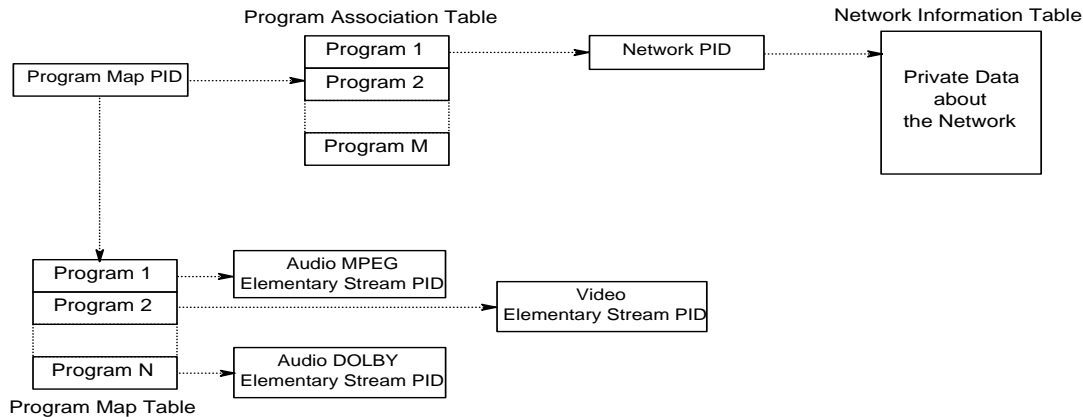 Program Association Table
Network Information Table
Program 1
Program 2
Program M
Network PID
Private Data
about
the Network
Program Map PID
Program 1
Program 2
Program N
Program Map Table
Audio MPEG
Elementary Stream PID
Video
Elementary Stream PID
Audio DOLBY
Elementary Stream PID